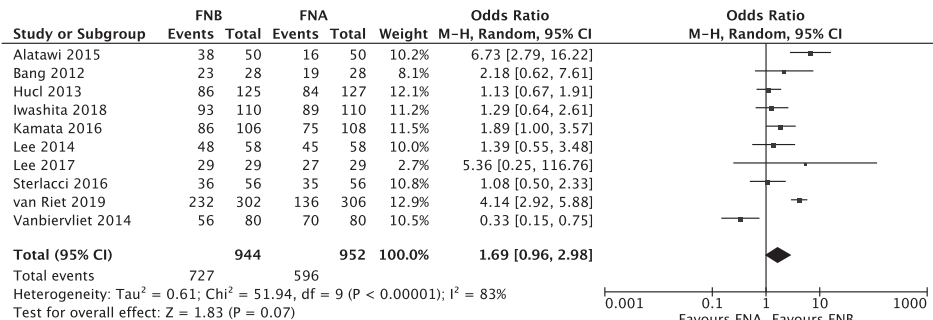 FNB FNA Odds Ratio Odds Ratio
Study or Subgroup Events Total Events Total Weight M-H, Random, 95% CI M-H, Random, 95% CI
Alatawi 2015 38 50 16 50 10.2% 6.73 [2.79, 16.22]
Bang 2012 23 28 19 28 8.1% 2.18 [0.62, 7.61]
Hucl 2013 86 125 84 127 12.1% 1.13 [0.67, 1.91]
Iwashita 2018 93 110 89 110 11.2% 1.29 [0.64, 2.61]
Kamata 2016 86 106 75 108 11.5% 1.89 [1.00, 3.57]
Lee 2014 48 58 45 58 10.0% 1.39 [0.55, 3.48]
Lee 2017 29 29 27 29 2.7% 5.36 [0.25, 116.76]
Sterlacci 2016 36 56 35 56 10.8% 1.08 [0.50, 2.33]
van Riet 2019 232 302 136 306 12.9% 4.14 [2.92, 5.88]
Vanbiervliet 2014 56 80 70 80 10.5% 0.33 [0.15, 0.75]
Total (95% CI) 944 952 100.0% 1.69 [0.96, 2.98]
Total events 727 596
Heterogeneity: Tau² = 0.61; Chi² = 51.94, df = 9 (P < 0.00001); I² = 83%
Test for overall effect: Z = 1.83 (P = 0.07)
0.001 0.1 1 10 1000
Favours FNA Favours FNB